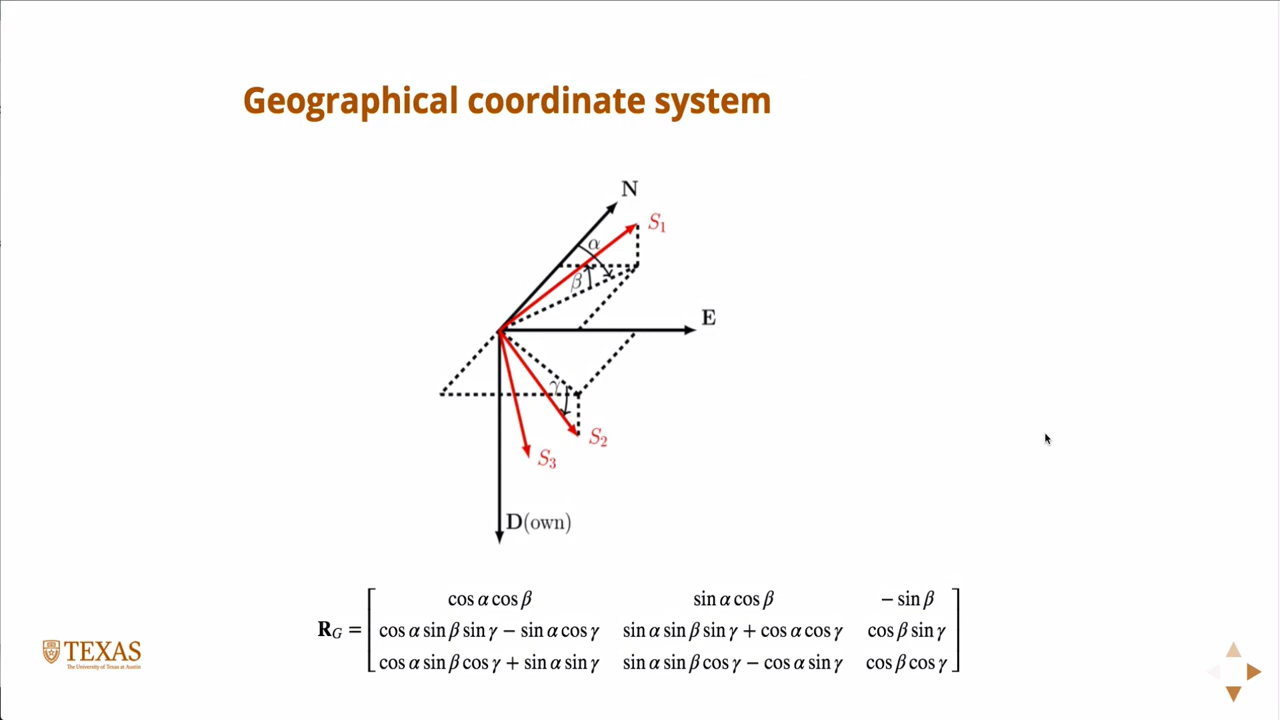 Geographical coordinate system
N
S₁
α
β
E
γ
S₂
S₃
D(own)
R_G = [ cos α cos β   sin α cos β   − sin β
cos α sin β sin γ − sin α cos γ   sin α sin β sin γ + cos α cos γ   cos β sin γ
cos α sin β cos γ + sin α sin γ   sin α sin β cos γ − cos α sin γ   cos β cos γ ]
TEXAS
The University of Texas at Austin